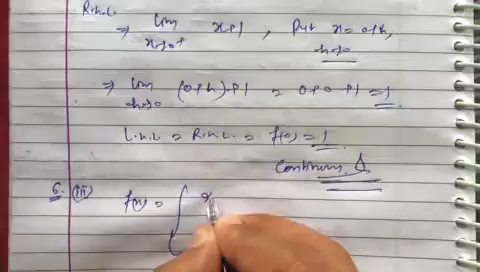 R.H.L.
⇒ lim x→0+ x+1 , Put x = 0+h, h→0
⇒ lim h→0 (0+h)+1 = 0+0+1 = 1.
L.H.L = R.H.L. = f(0) = 1
Continuous
6. (iii) f(x) = { x